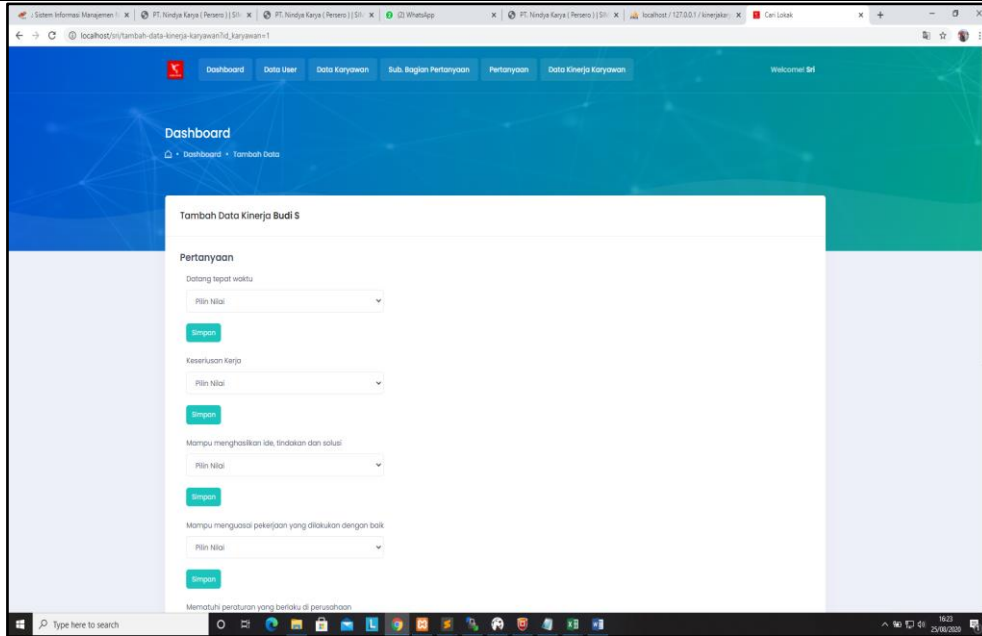 : Sistem Informasi Manajemen
PT. Nindya Karya ( Persero ) | Sri
PT. Nindya Karya ( Persero ) | Sri
(2) WhatsApp
PT. Nindya Karya ( Persero ) | Sri
localhost / 127.0.0.1 / kinerjakar
Cari Lokak
localhost/sri/tambah-data-kinerja-karyawan?id_karyawan=1
Dashboard
Data User
Data Karyawan
Sub. Bagian Pertanyaan
Pertanyaan
Data Kinerja Karyawan
Welcome! Sri
Dashboard
Dashboard • Tambah Data
Tambah Data Kinerja Budi S
Pertanyaan
Datang tepat waktu
Pilih Nilai
Simpan
Keseriusan Kerja
Pilih Nilai
Simpan
Mampu menghasilkan ide, tindakan dan solusi
Pilih Nilai
Simpan
Mampu menguasai pekerjaan yang dilakukan dengan baik
Pilih Nilai
Simpan
Mematuhi peraturan yang berlaku di perusahaan
Type here to search
16:23
25/08/2020